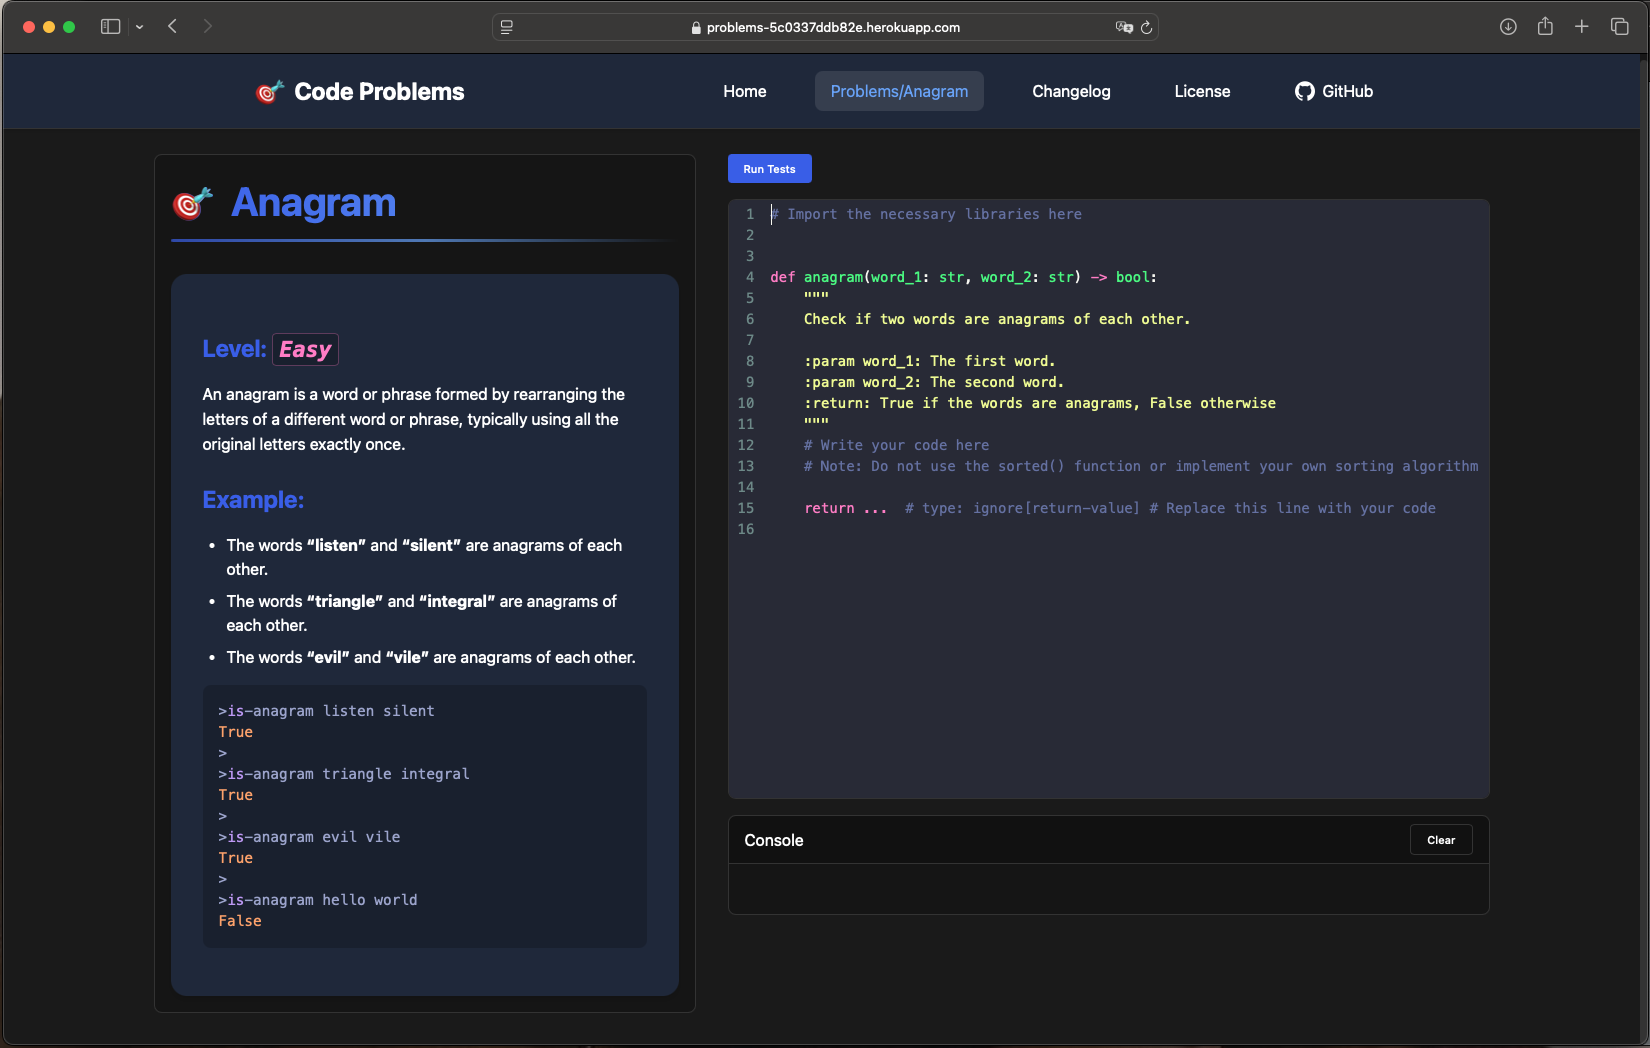 problems-5c0337ddb82e.herokuapp.com
Code Problems
Home
Problems/Anagram
Changelog
License
GitHub
Anagram
Level: Easy
An anagram is a word or phrase formed by rearranging the
letters of a different word or phrase, typically using all the
original letters exactly once.
Example:
• The words “listen” and “silent” are anagrams of each
other.
• The words “triangle” and “integral” are anagrams of
each other.
• The words “evil” and “vile” are anagrams of each other.
>is-anagram listen silent
True
>
>is-anagram triangle integral
True
>
>is-anagram evil vile
True
>
>is-anagram hello world
False
Run Tests
1 # Import the necessary libraries here
2
3
4 def anagram(word_1: str, word_2: str) -> bool:
5     """
6     Check if two words are anagrams of each other.
7
8     :param word_1: The first word.
9     :param word_2: The second word.
10     :return: True if the words are anagrams, False otherwise
11     """
12     # Write your code here
13     # Note: Do not use the sorted() function or implement your own sorting algorithm
14
15     return ...  # type: ignore[return-value] # Replace this line with your code
16
Console
Clear